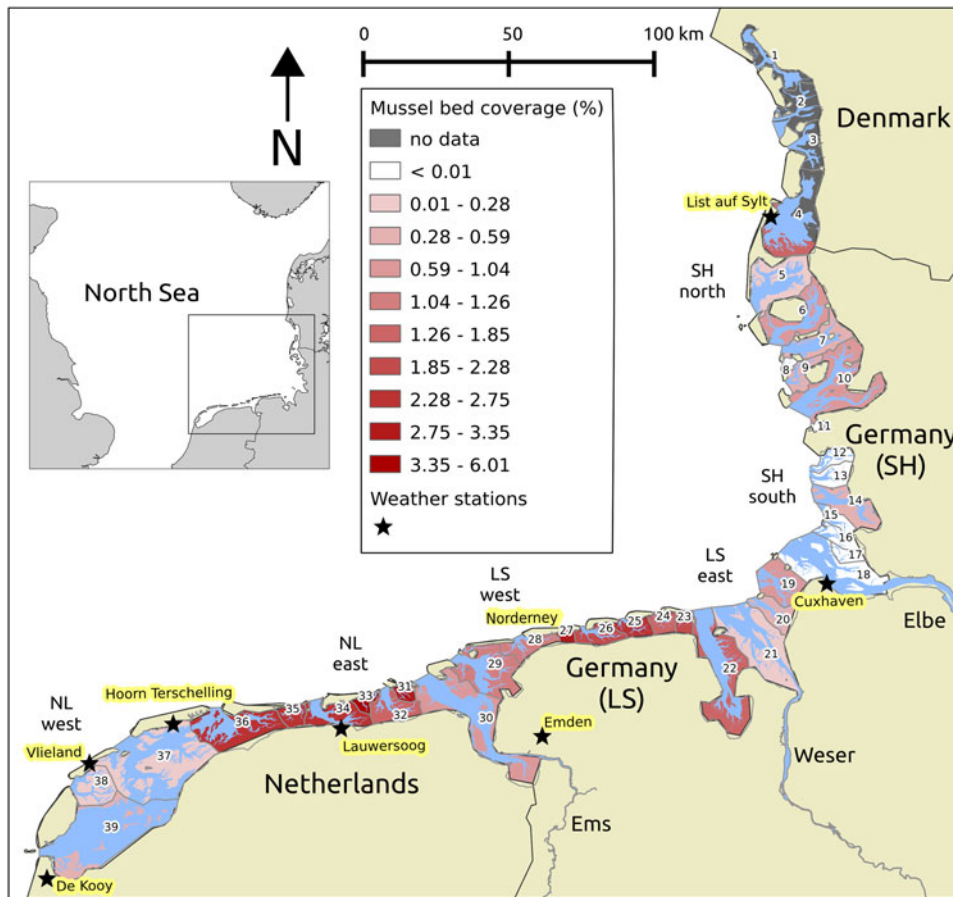 0 50 100 km
N
Mussel bed coverage (%)
no data
< 0.01
0.01 - 0.28
0.28 - 0.59
0.59 - 1.04
1.04 - 1.26
1.26 - 1.85
1.85 - 2.28
2.28 - 2.75
2.75 - 3.35
3.35 - 6.01
Weather stations
North Sea
1
2
Denmark
3
List auf Sylt
4
SH
north
5
6
7
8
9
10
11
Germany
(SH)
12
13
SH
south
14
15
16
17
18
LS
east
19
Cuxhaven
Elbe
20
21
22
Weser
LS
west
Norderney
23
24
25
26
27
28
29
Germany
(LS)
30
Emden
Ems
NL
east
31
32
33
34
Lauwersoog
35
36
Hoorn Terschelling
NL
west
Vlieland
37
38
39
Netherlands
De Kooy